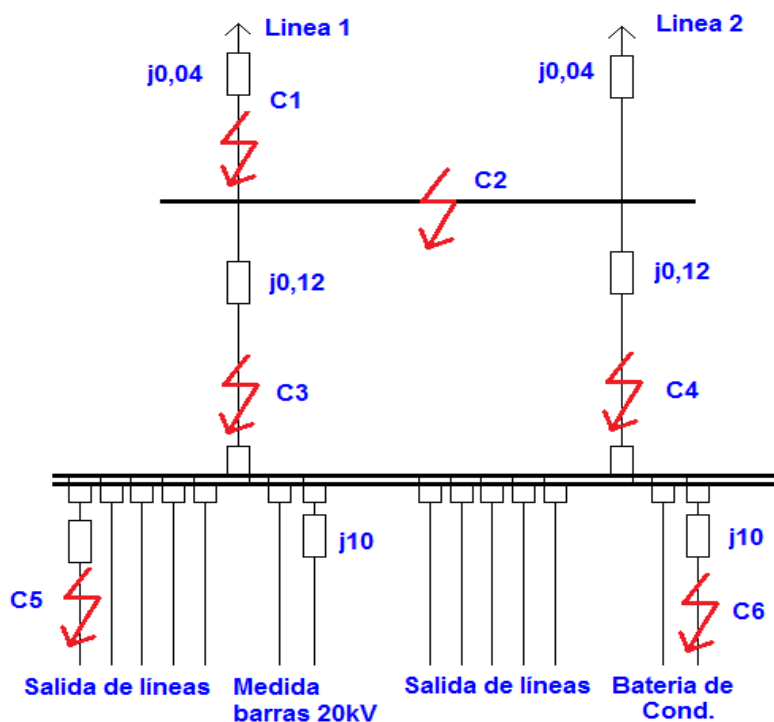 Linea 1
Linea 2
j0,04
j0,04
C1
C2
j0,12
j0,12
C3
C4
j10
j10
C5
C6
Salida de líneas
Medida
barras 20kV
Salida de líneas
Bateria de
Cond.